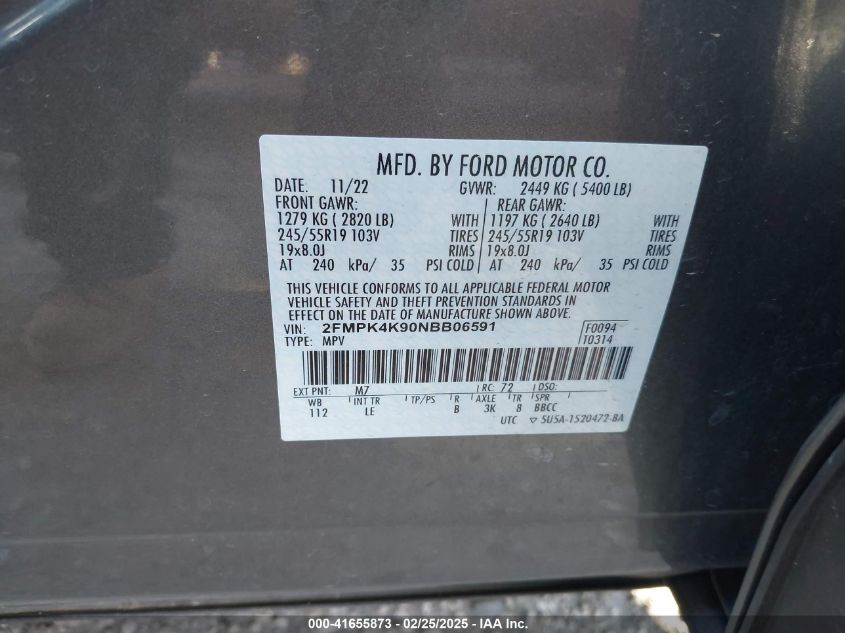 MFD. BY FORD MOTOR CO.
DATE: 11/22 GVWR: 2449 KG ( 5400 LB)
FRONT GAWR: REAR GAWR:
1279 KG ( 2820 LB) WITH 1197 KG ( 2640 LB) WITH
245/55R19 103V TIRES 245/55R19 103V TIRES
19x8.0J RIMS 19x8.0J RIMS
AT 240 kPa/ 35 PSI COLD AT 240 kPa/ 35 PSI COLD
THIS VEHICLE CONFORMS TO ALL APPLICABLE FEDERAL MOTOR
VEHICLE SAFETY AND THEFT PREVENTION STANDARDS IN
EFFECT ON THE DATE OF MANUFACTURE SHOWN ABOVE.
VIN: 2FMPK4K90NBB06591 F0094
TYPE: MPV T0314
EXT PNT: M7 RC: 72 DSO:
WB INT TR TP/PS R AXLE TR SPR
112 LE B 3K 8 BBCC
UTC ▽ 5U5A-1520472-BA
000-41655873 - 02/25/2025 - IAA Inc.